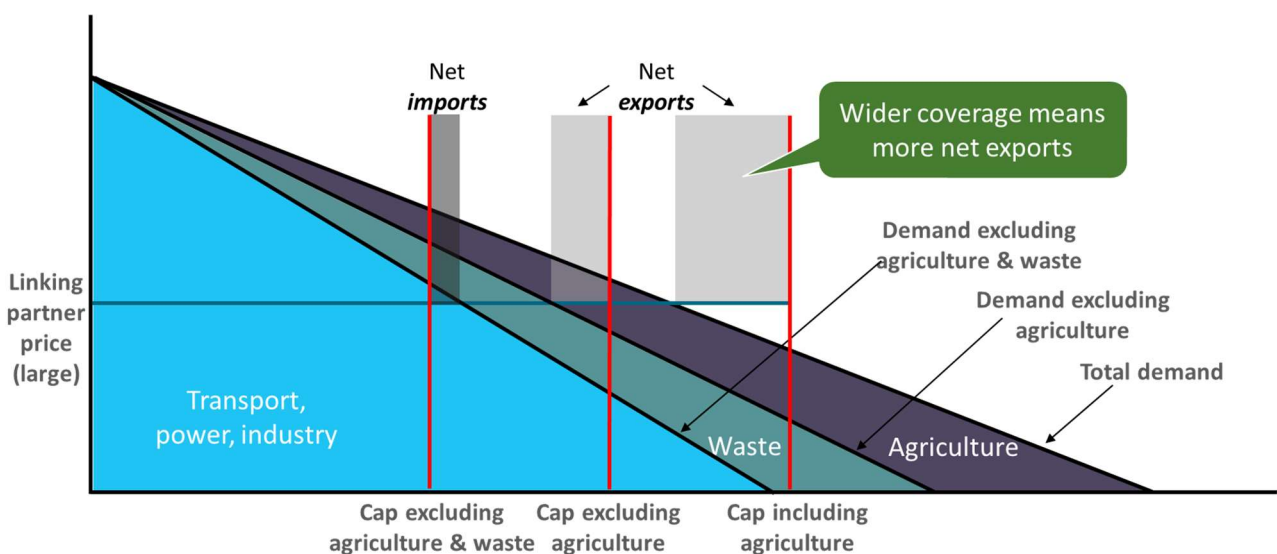 Net
imports
Net
exports
Wider coverage means
more net exports
Demand excluding
agriculture & waste
Demand excluding
agriculture
Total demand
Linking
partner
price
(large)
Transport,
power, industry
Waste
Agriculture
Cap excluding
agriculture & waste
Cap excluding
agriculture
Cap including
agriculture